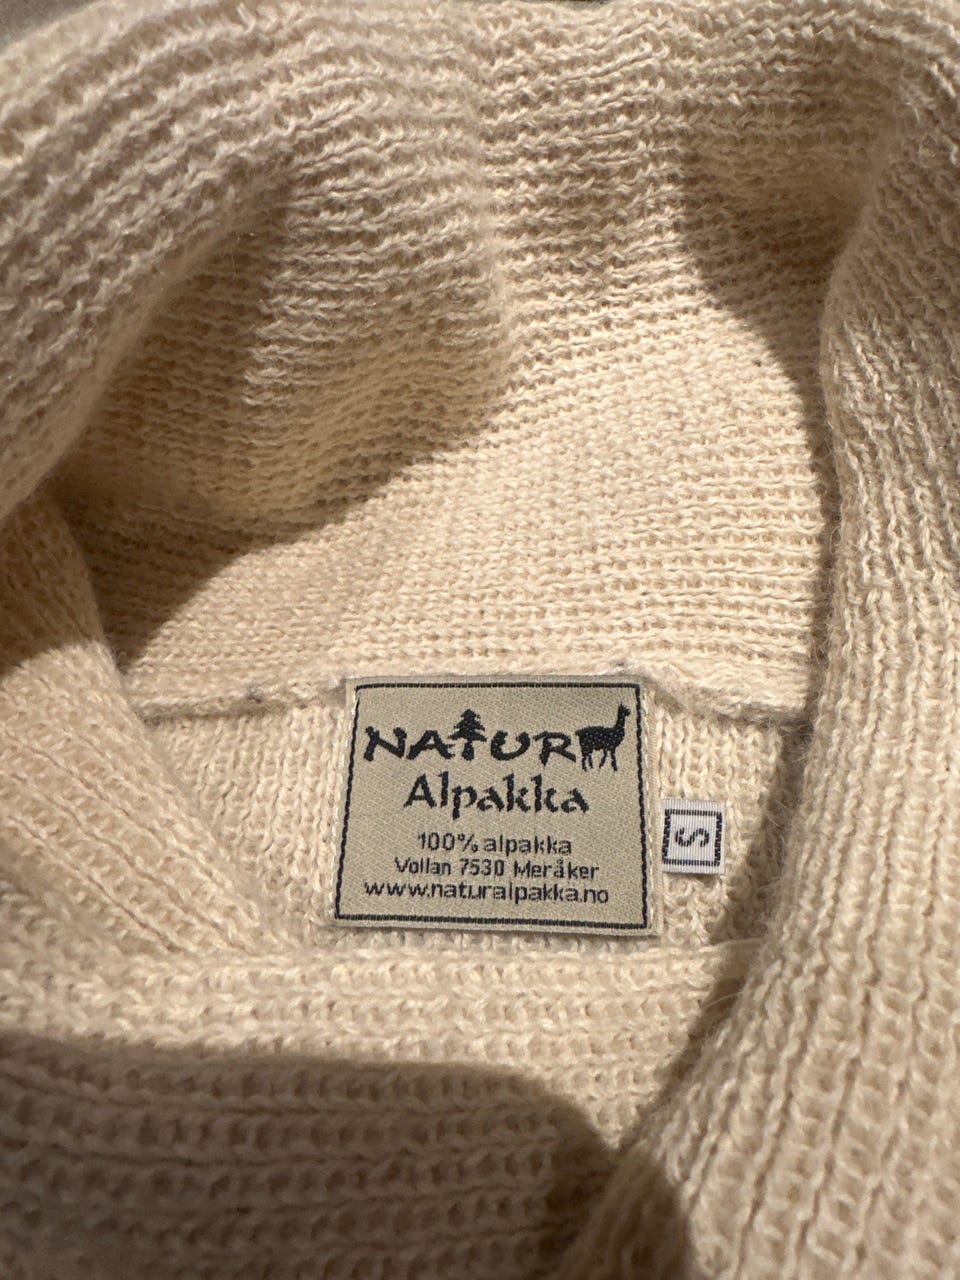 NATUR
Alpakka
100% alpakka
Vollan 7530 Meråker
www.naturalpakka.no
S